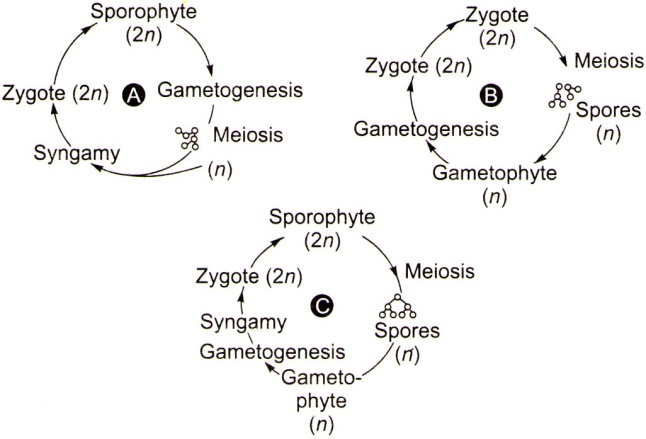 Sporophyte
(2n)
Gametogenesis
Meiosis
(n)
Syngamy
Zygote (2n)
A
Zygote
(2n)
Meiosis
Spores
(n)
Gametophyte
(n)
Gametogenesis
Zygote (2n)
B
Sporophyte
(2n)
Meiosis
Spores
(n)
Gameto-
phyte
(n)
Gametogenesis
Syngamy
Zygote (2n)
C